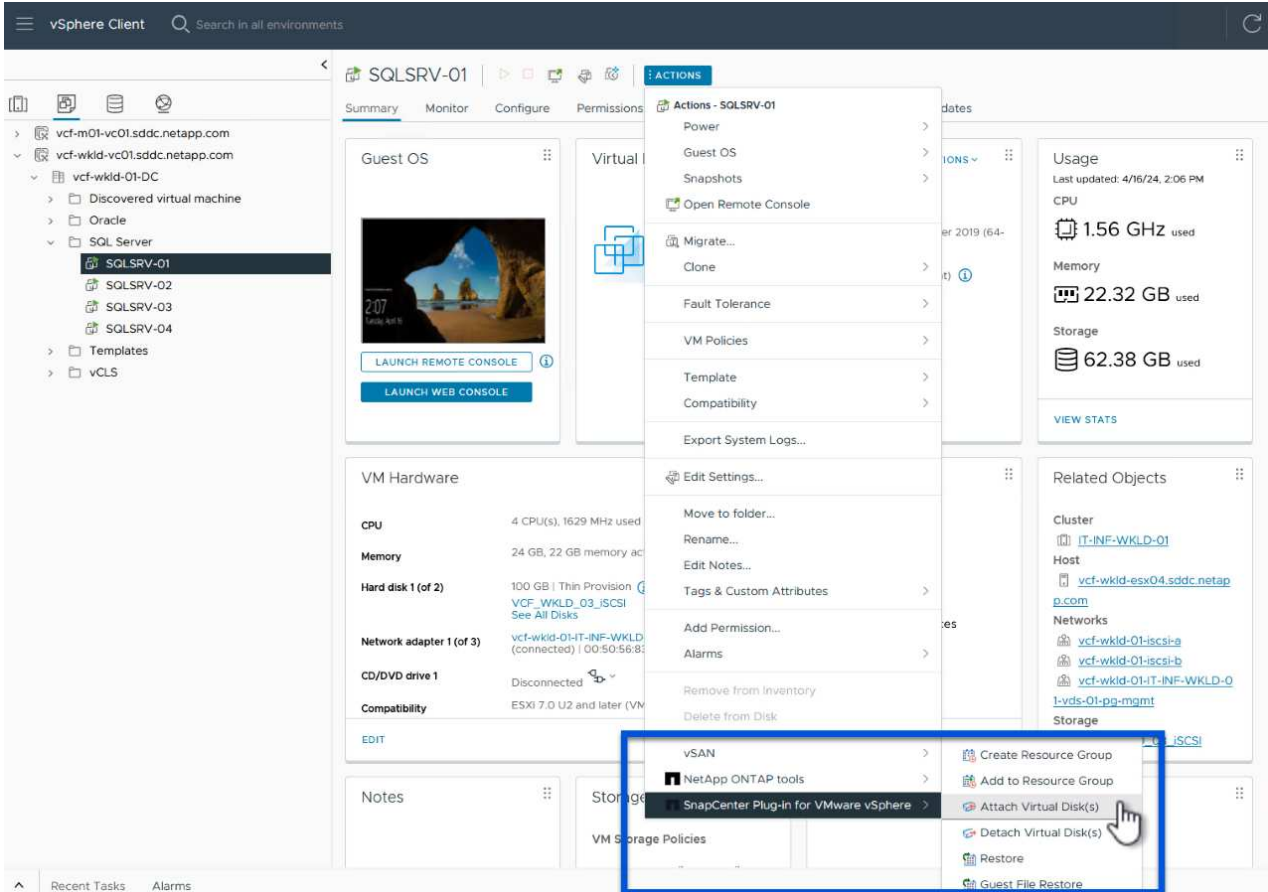 vSphere Client
Search in all environments
SQLSRV-01
ACTIONS
Summary
Monitor
Configure
Permissions
dates
vcf-m01-vc01.sddc.netapp.com
vcf-wkld-vc01.sddc.netapp.com
vcf-wkld-01-DC
Discovered virtual machine
Oracle
SQL Server
SQLSRV-01
SQLSRV-02
SQLSRV-03
SQLSRV-04
Templates
vCLS
Guest OS
2:07
Tuesday, April 16
LAUNCH REMOTE CONSOLE
LAUNCH WEB CONSOLE
Virtual
IONS
er 2019 (64-
t)
Actions - SQLSRV-01
Power
Guest OS
Snapshots
Open Remote Console
Migrate...
Clone
Fault Tolerance
VM Policies
Template
Compatibility
Export System Logs...
Edit Settings...
Move to folder...
Rename...
Edit Notes...
Tags & Custom Attributes
Add Permission...
Alarms
Remove from Inventory
Delete from Disk
vSAN
NetApp ONTAP tools
SnapCenter Plug-in for VMware vSphere
Create Resource Group
Add to Resource Group
Attach Virtual Disk(s)
Detach Virtual Disk(s)
Restore
Guest File Restore
Usage
Last updated: 4/16/24, 2:06 PM
CPU
1.56 GHz used
Memory
22.32 GB used
Storage
62.38 GB used
VIEW STATS
VM Hardware
CPU
4 CPU(s), 1629 MHz used
Memory
24 GB, 22 GB memory ac
Hard disk 1 (of 2)
100 GB | Thin Provision
VCF_WKLD_03_iSCSI
See All Disks
Network adapter 1 (of 3)
vcf-wkld-01-IT-INF-WKLD
(connected) | 00:50:56:8
CD/DVD drive 1
Disconnected
Compatibility
ESXi 7.0 U2 and later (VM
EDIT
es
Related Objects
Cluster
IT-INF-WKLD-01
Host
vcf-wkld-esx04.sddc.netap
p.com
Networks
vcf-wkld-01-iscsi-a
vcf-wkld-01-iscsi-b
vcf-wkld-01-IT-INF-WKLD-0
1-vds-01-pg-mgmt
Storage
iSCSI
Notes
Storage
VM Storage Policies
Recent Tasks
Alarms